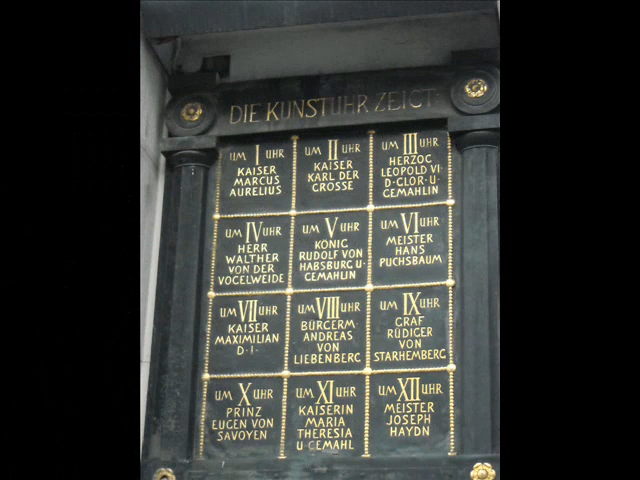 DIE KUNSTUHR ZEIGT
UM I UHR
KAISER
MARCUS
AURELIUS
UM II UHR
KAISER
KARL DER
GROSSE
UM III UHR
HERZOG
LEOPOLD VI·
D·GLOR·U·
GEMAHLIN
UM IV UHR
HERR
WALTHER
VON DER
VOGELWEIDE
UM V UHR
KÖNIG
RUDOLF VON
HABSBURG U·
GEMAHLIN
UM VI UHR
MEISTER
HANS
PUCHSBAUM
UM VII UHR
KAISER
MAXIMILIAN
D·I·
UM VIII UHR
BÜRGERM·
ANDREAS
VON
LIEBENBERG
UM IX UHR
GRAF
RÜDIGER
VON
STARHEMBERG
UM X UHR
PRINZ
EUGEN VON
SAVOYEN
UM XI UHR
KAISERIN
MARIA
THERESIA
U·GEMAHL
UM XII UHR
MEISTER
JOSEPH
HAYDN